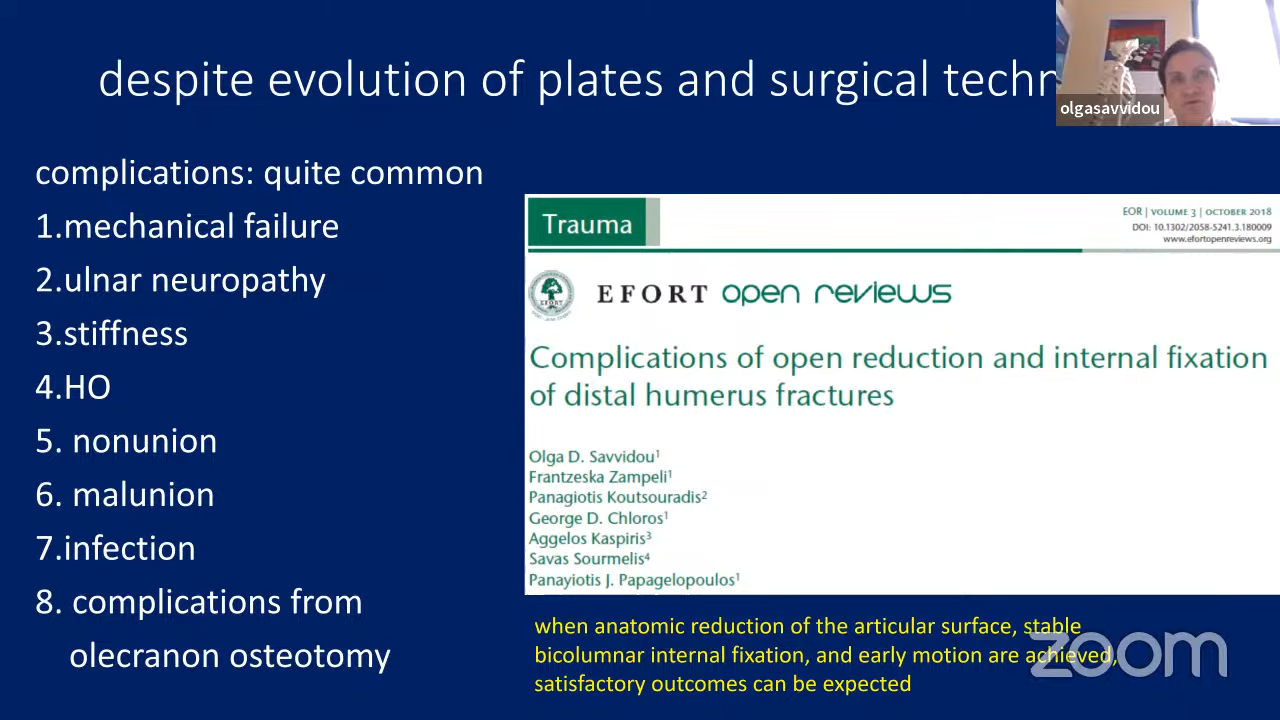 despite evolution of plates and surgical
olgasavvidou
complications: quite common
1.mechanical failure
2.ulnar neuropathy
3.stiffness
4.HO
5. nonunion
6. malunion
7.infection
8. complications from
olecranon osteotomy
Trauma
EOR | VOLUME 3 | OCTOBER 2018
DOI: 10.1302/2058-5241.3.180009
www.efortopenreviews.org
EFORT
EFORT open reviews
Complications of open reduction and internal fixation
of distal humerus fractures
Olga D. Savvidou¹
Frantzeska Zampeli¹
Panagiotis Koutsouradis²
George D. Chloros¹
Aggelos Kaspiris³
Savas Sourmelis⁴
Panayiotis J. Papagelopoulos¹
when anatomic reduction of the articular surface, stable
bicolumnar internal fixation, and early motion are achieved,
satisfactory outcomes can be expected
zoom